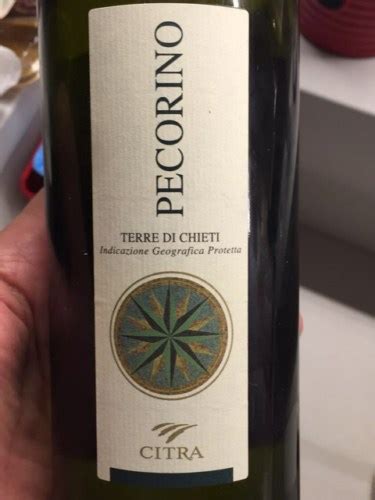 PECORINO
TERRE DI CHIETI
Indicazione Geografica Protetta
CITRA